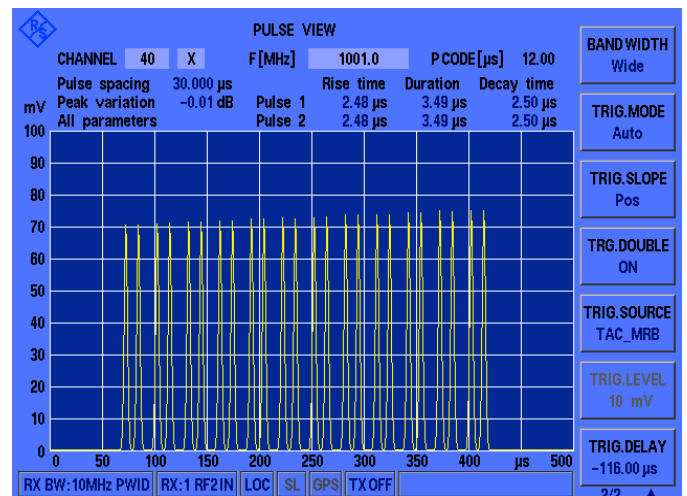 R&S
PULSE VIEW
CHANNEL 40 X F[MHz] 1001.0 P CODE[µs] 12.00
Pulse spacing 30.000 µs Rise time Duration Decay time
mV Peak variation -0.01 dB Pulse 1 2.48 µs 3.49 µs 2.50 µs
All parameters Pulse 2 2.48 µs 3.49 µs 2.50 µs
100
90
80
70
60
50
40
30
20
10
0
0 50 100 150 200 250 300 350 400 µs 500
RX BW:10MHz PWID RX:1 RF2IN LOC SL GPS TX OFF
BANDWIDTH
Wide
TRIG.MODE
Auto
TRIG.SLOPE
Pos
TRG.DOUBLE
ON
TRIG.SOURCE
TAC_MRB
TRIG.LEVEL
10 mV
TRIG.DELAY
-116.00 µs
2/2 ▲